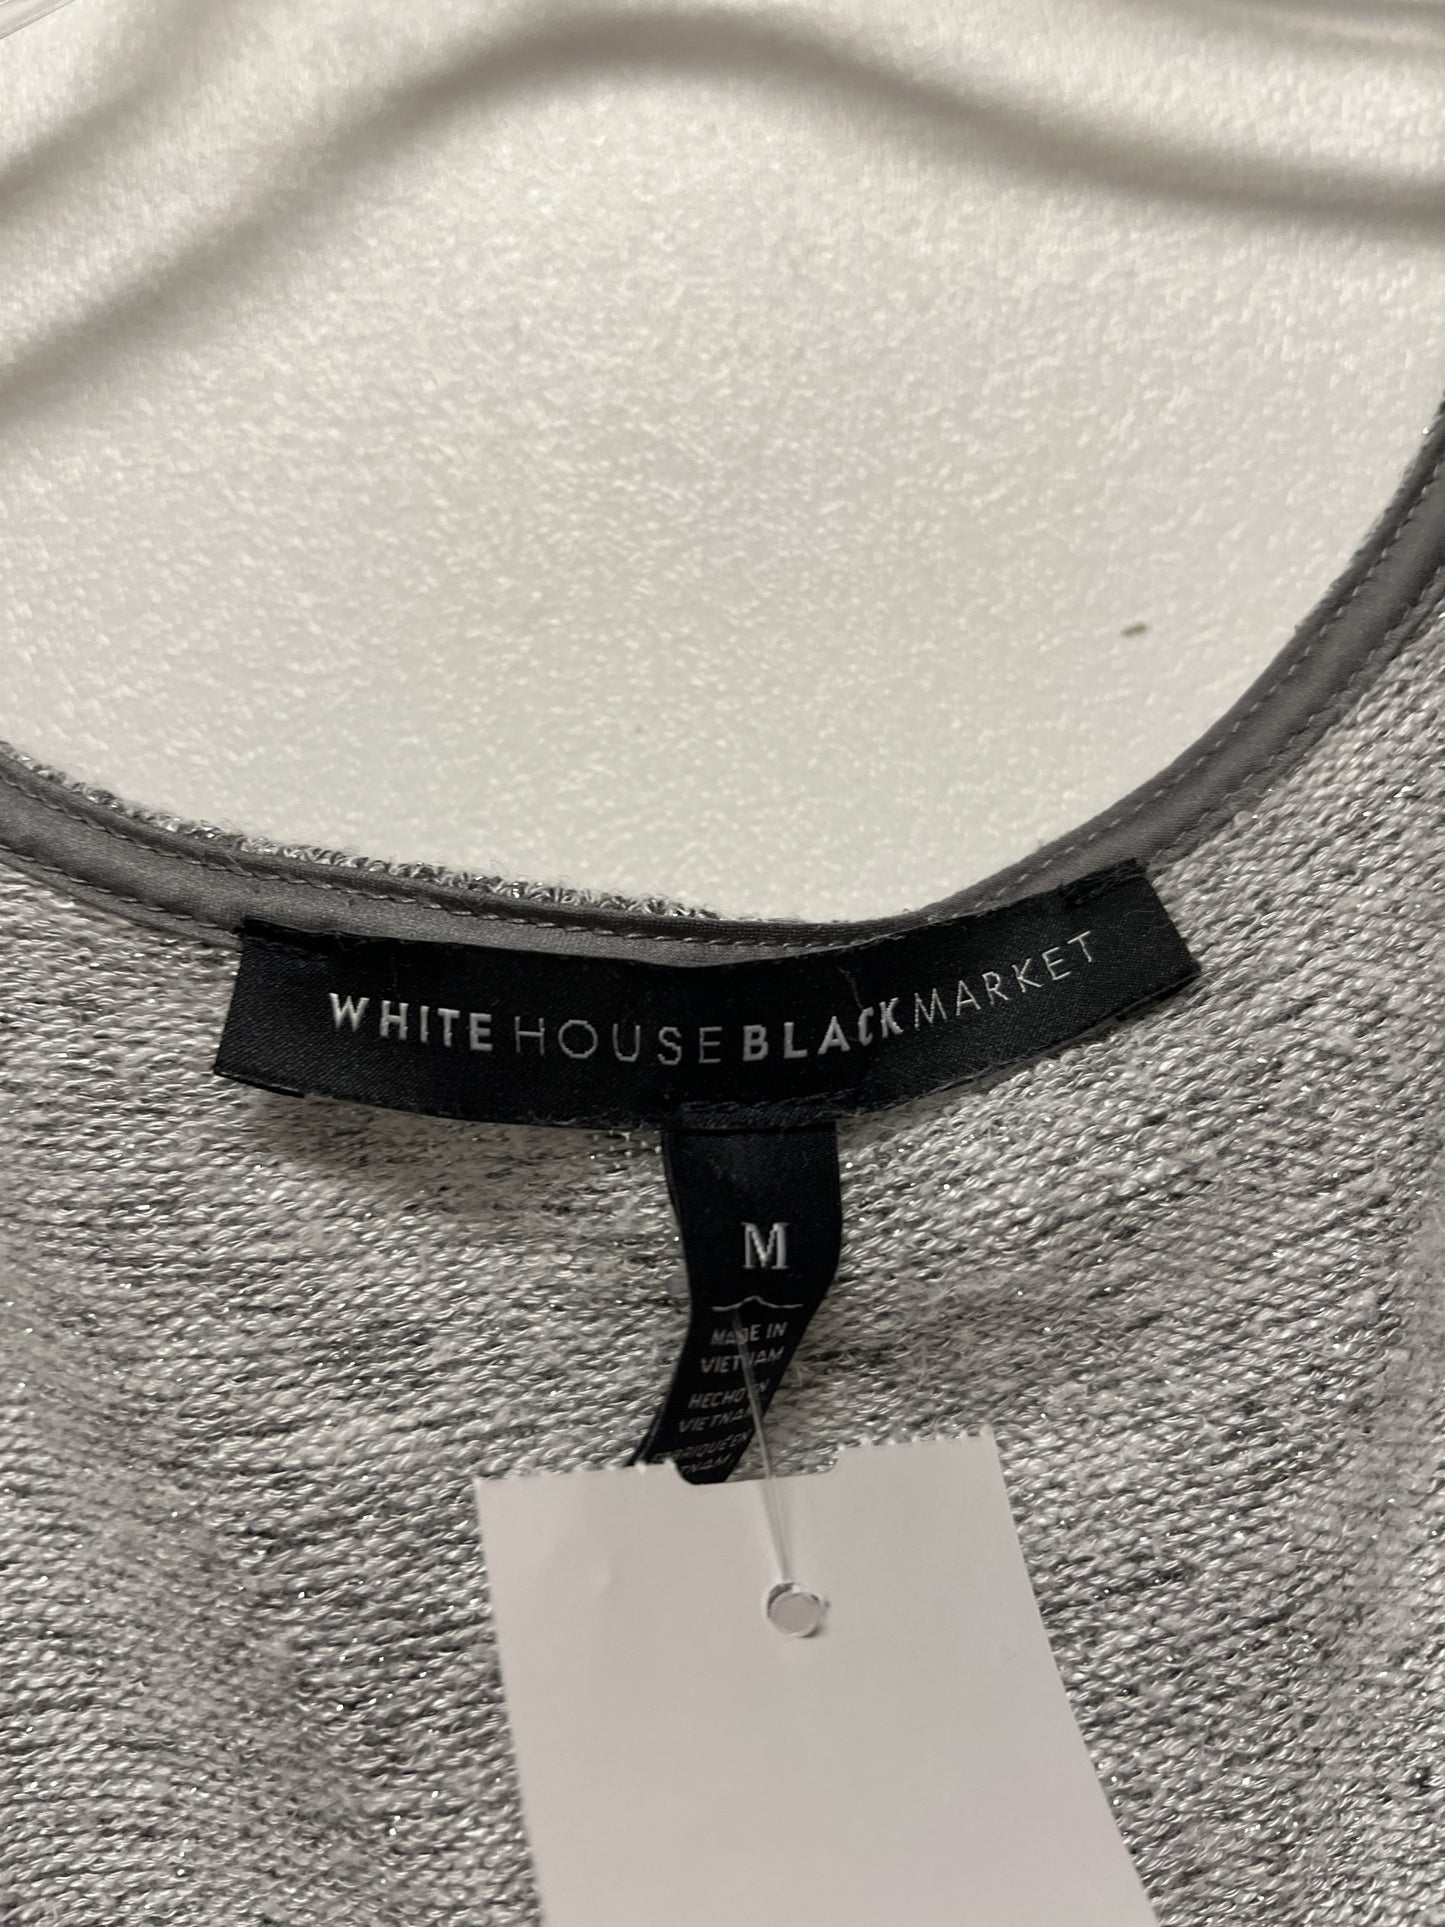 WHITE HOUSE BLACK MARKET
M
MADE IN
VIETNAM
HECHO EN
VIETNAM